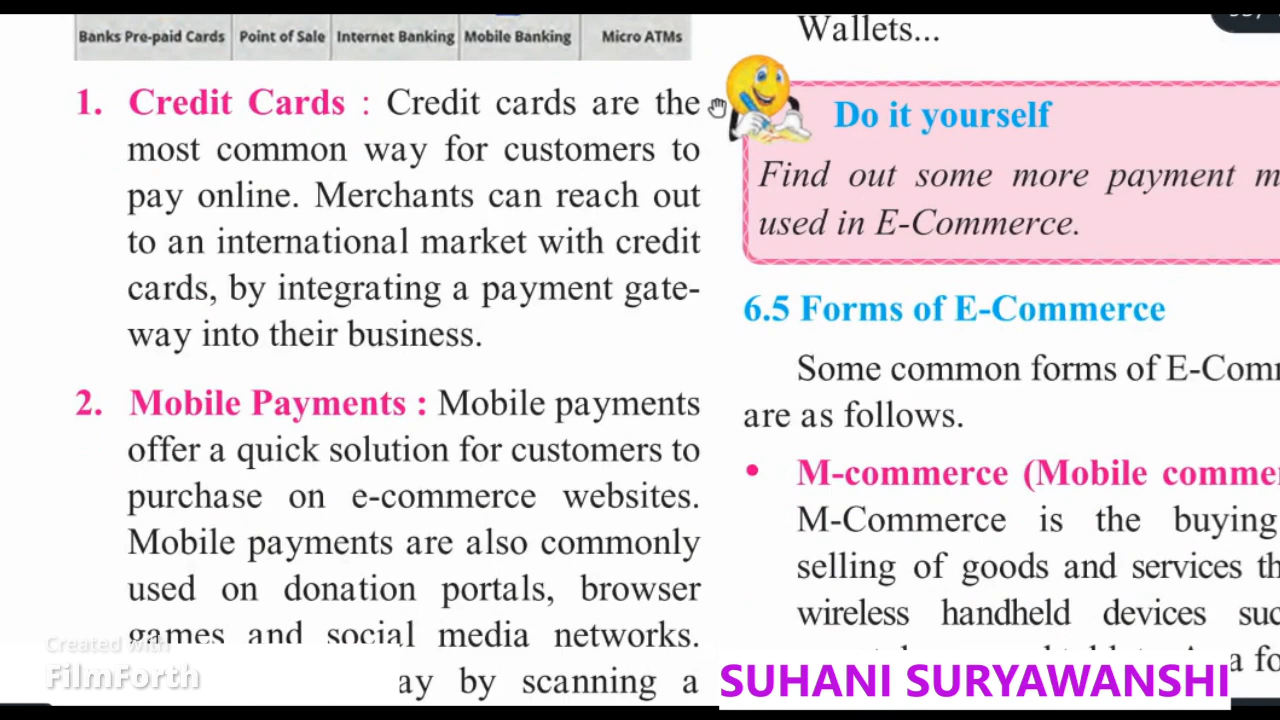 Banks Pre-paid Cards Point of Sale Internet Banking Mobile Banking Micro ATMs
1. Credit Cards : Credit cards are the
most common way for customers to
pay online. Merchants can reach out
to an international market with credit
cards, by integrating a payment gate-
way into their business.
2. Mobile Payments : Mobile payments
offer a quick solution for customers to
purchase on e-commerce websites.
Mobile payments are also commonly
used on donation portals, browser
games and social media networks.
ay by scanning a
Wallets...
Do it yourself
Find out some more payment m
used in E-Commerce.
6.5 Forms of E-Commerce
Some common forms of E-Com
are as follows.
• M-commerce (Mobile comme
M-Commerce is the buying
selling of goods and services th
wireless handheld devices suc
a fo
Created with
FilmForth
SUHANI SURYAWANSHI